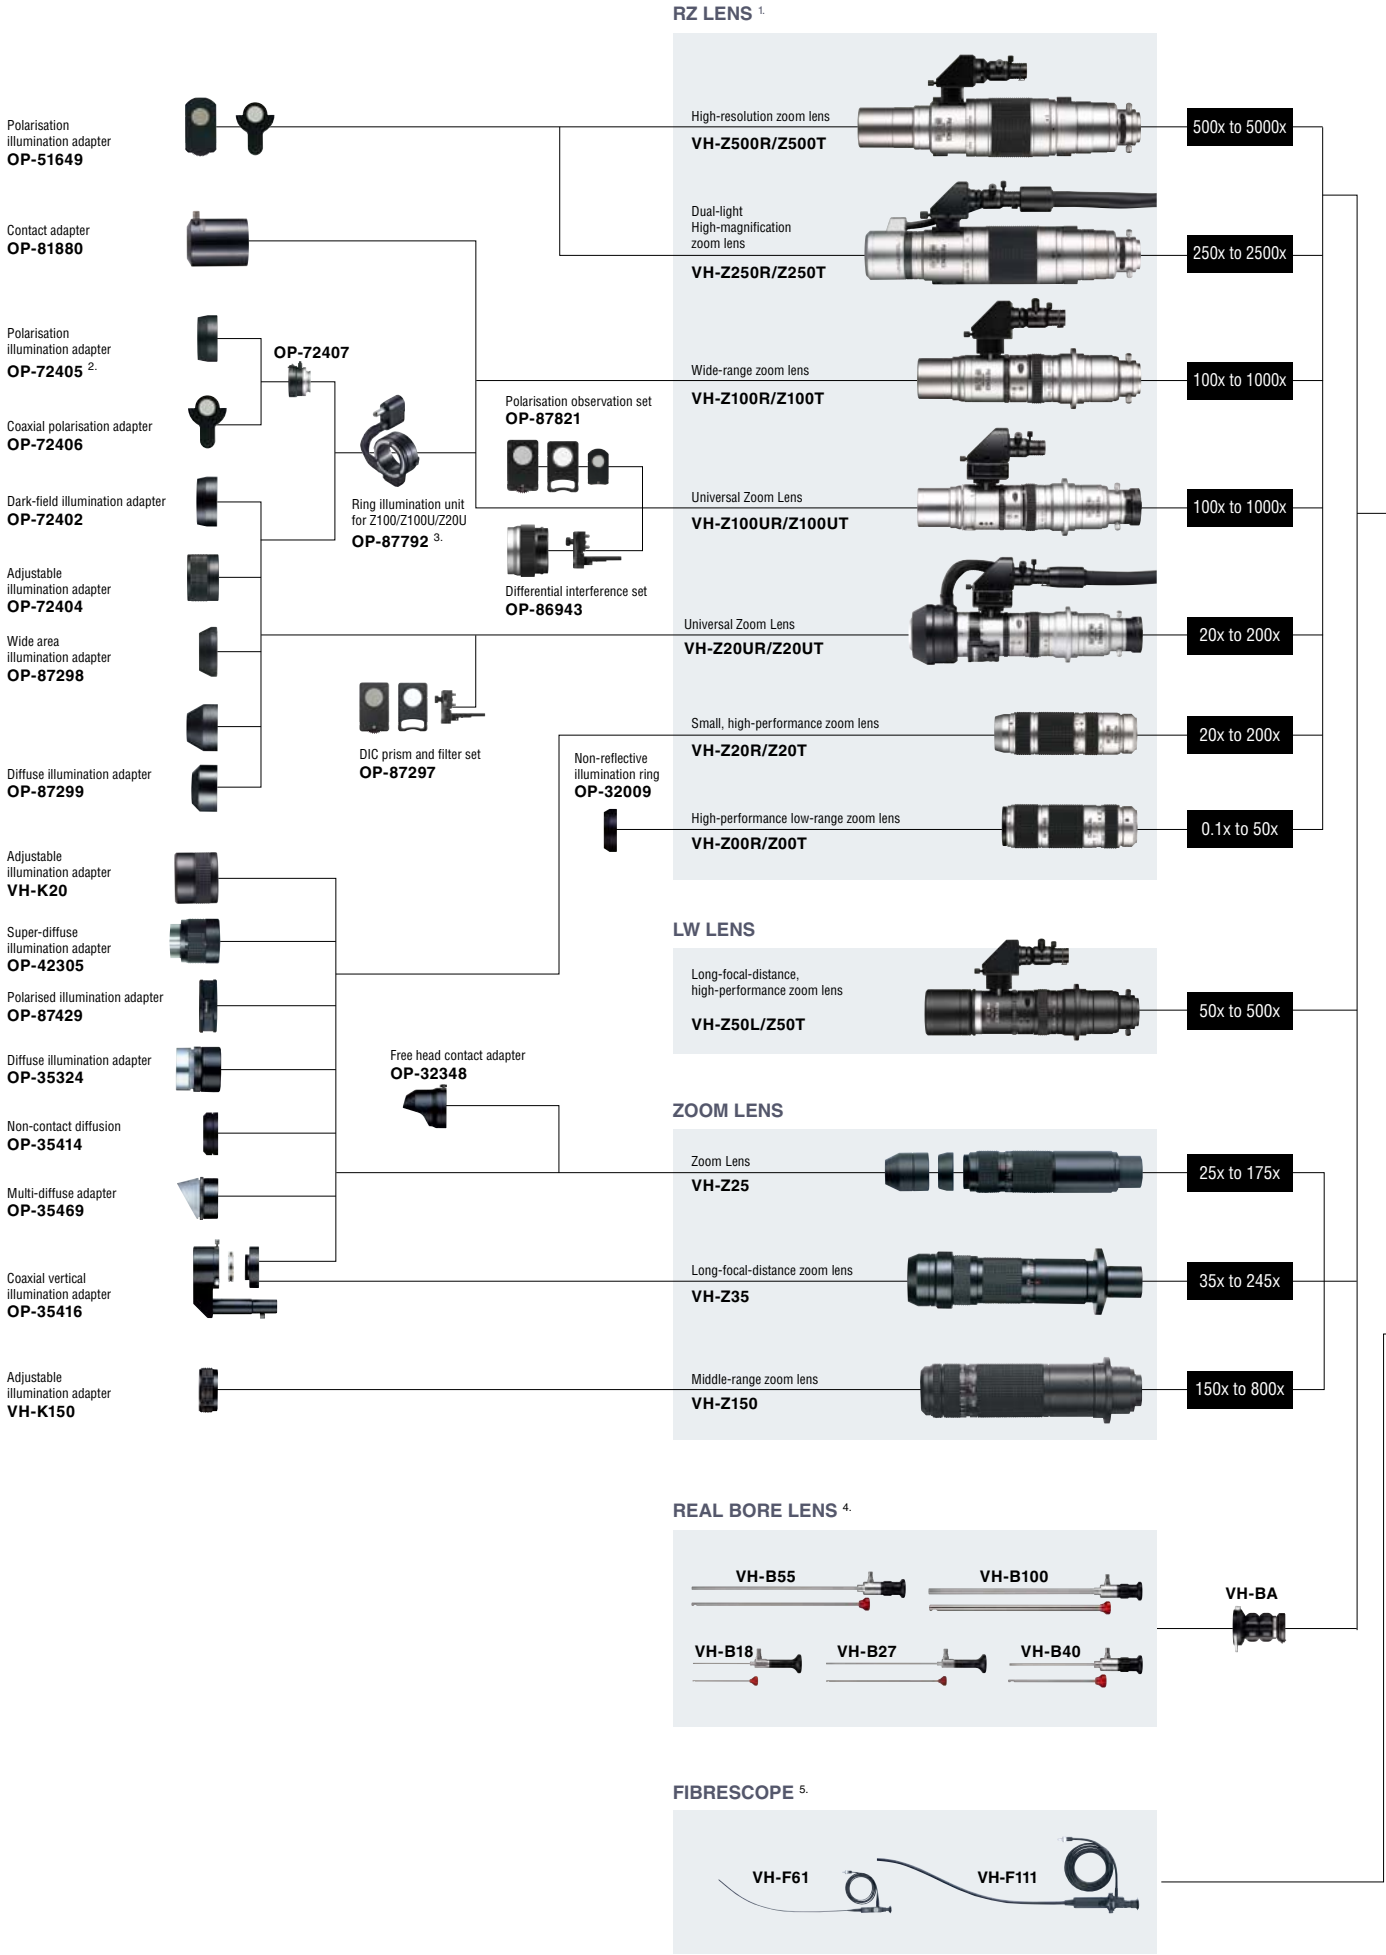 RZ LENS 1.
Polarisation
illumination adapter
OP-51649
High-resolution zoom lens
VH-Z500R/Z500T
500x to 5000x
Contact adapter
OP-81880
Dual-light
High-magnification
zoom lens
VH-Z250R/Z250T
250x to 2500x
Polarisation
illumination adapter
OP-72405 2.
OP-72407
Wide-range zoom lens
VH-Z100R/Z100T
100x to 1000x
Coaxial polarisation adapter
OP-72406
Polarisation observation set
OP-87821
Dark-field illumination adapter
OP-72402
Ring illumination unit
for Z100/Z100U/Z20U
OP-87792 3.
Universal Zoom Lens
VH-Z100UR/Z100UT
100x to 1000x
Adjustable
illumination adapter
OP-72404
Differential interference set
OP-86943
Wide area
illumination adapter
OP-87298
Universal Zoom Lens
VH-Z20UR/Z20UT
20x to 200x
DIC prism and filter set
OP-87297
Small, high-performance zoom lens
VH-Z20R/Z20T
20x to 200x
Diffuse illumination adapter
OP-87299
Non-reflective
illumination ring
OP-32009
High-performance low-range zoom lens
VH-Z00R/Z00T
0.1x to 50x
Adjustable
illumination adapter
VH-K20
Super-diffuse
illumination adapter
OP-42305
LW LENS
Long-focal-distance,
high-performance zoom lens
VH-Z50L/Z50T
50x to 500x
Polarised illumination adapter
OP-87429
Diffuse illumination adapter
OP-35324
Free head contact adapter
OP-32348
Non-contact diffusion
OP-35414
ZOOM LENS
Zoom Lens
VH-Z25
25x to 175x
Multi-diffuse adapter
OP-35469
Coaxial vertical
illumination adapter
OP-35416
Long-focal-distance zoom lens
VH-Z35
35x to 245x
Adjustable
illumination adapter
VH-K150
Middle-range zoom lens
VH-Z150
150x to 800x
REAL BORE LENS 4.
VH-B55
VH-B100
VH-BA
VH-B18
VH-B27
VH-B40
FIBRESCOPE 5.
VH-F61
VH-F111